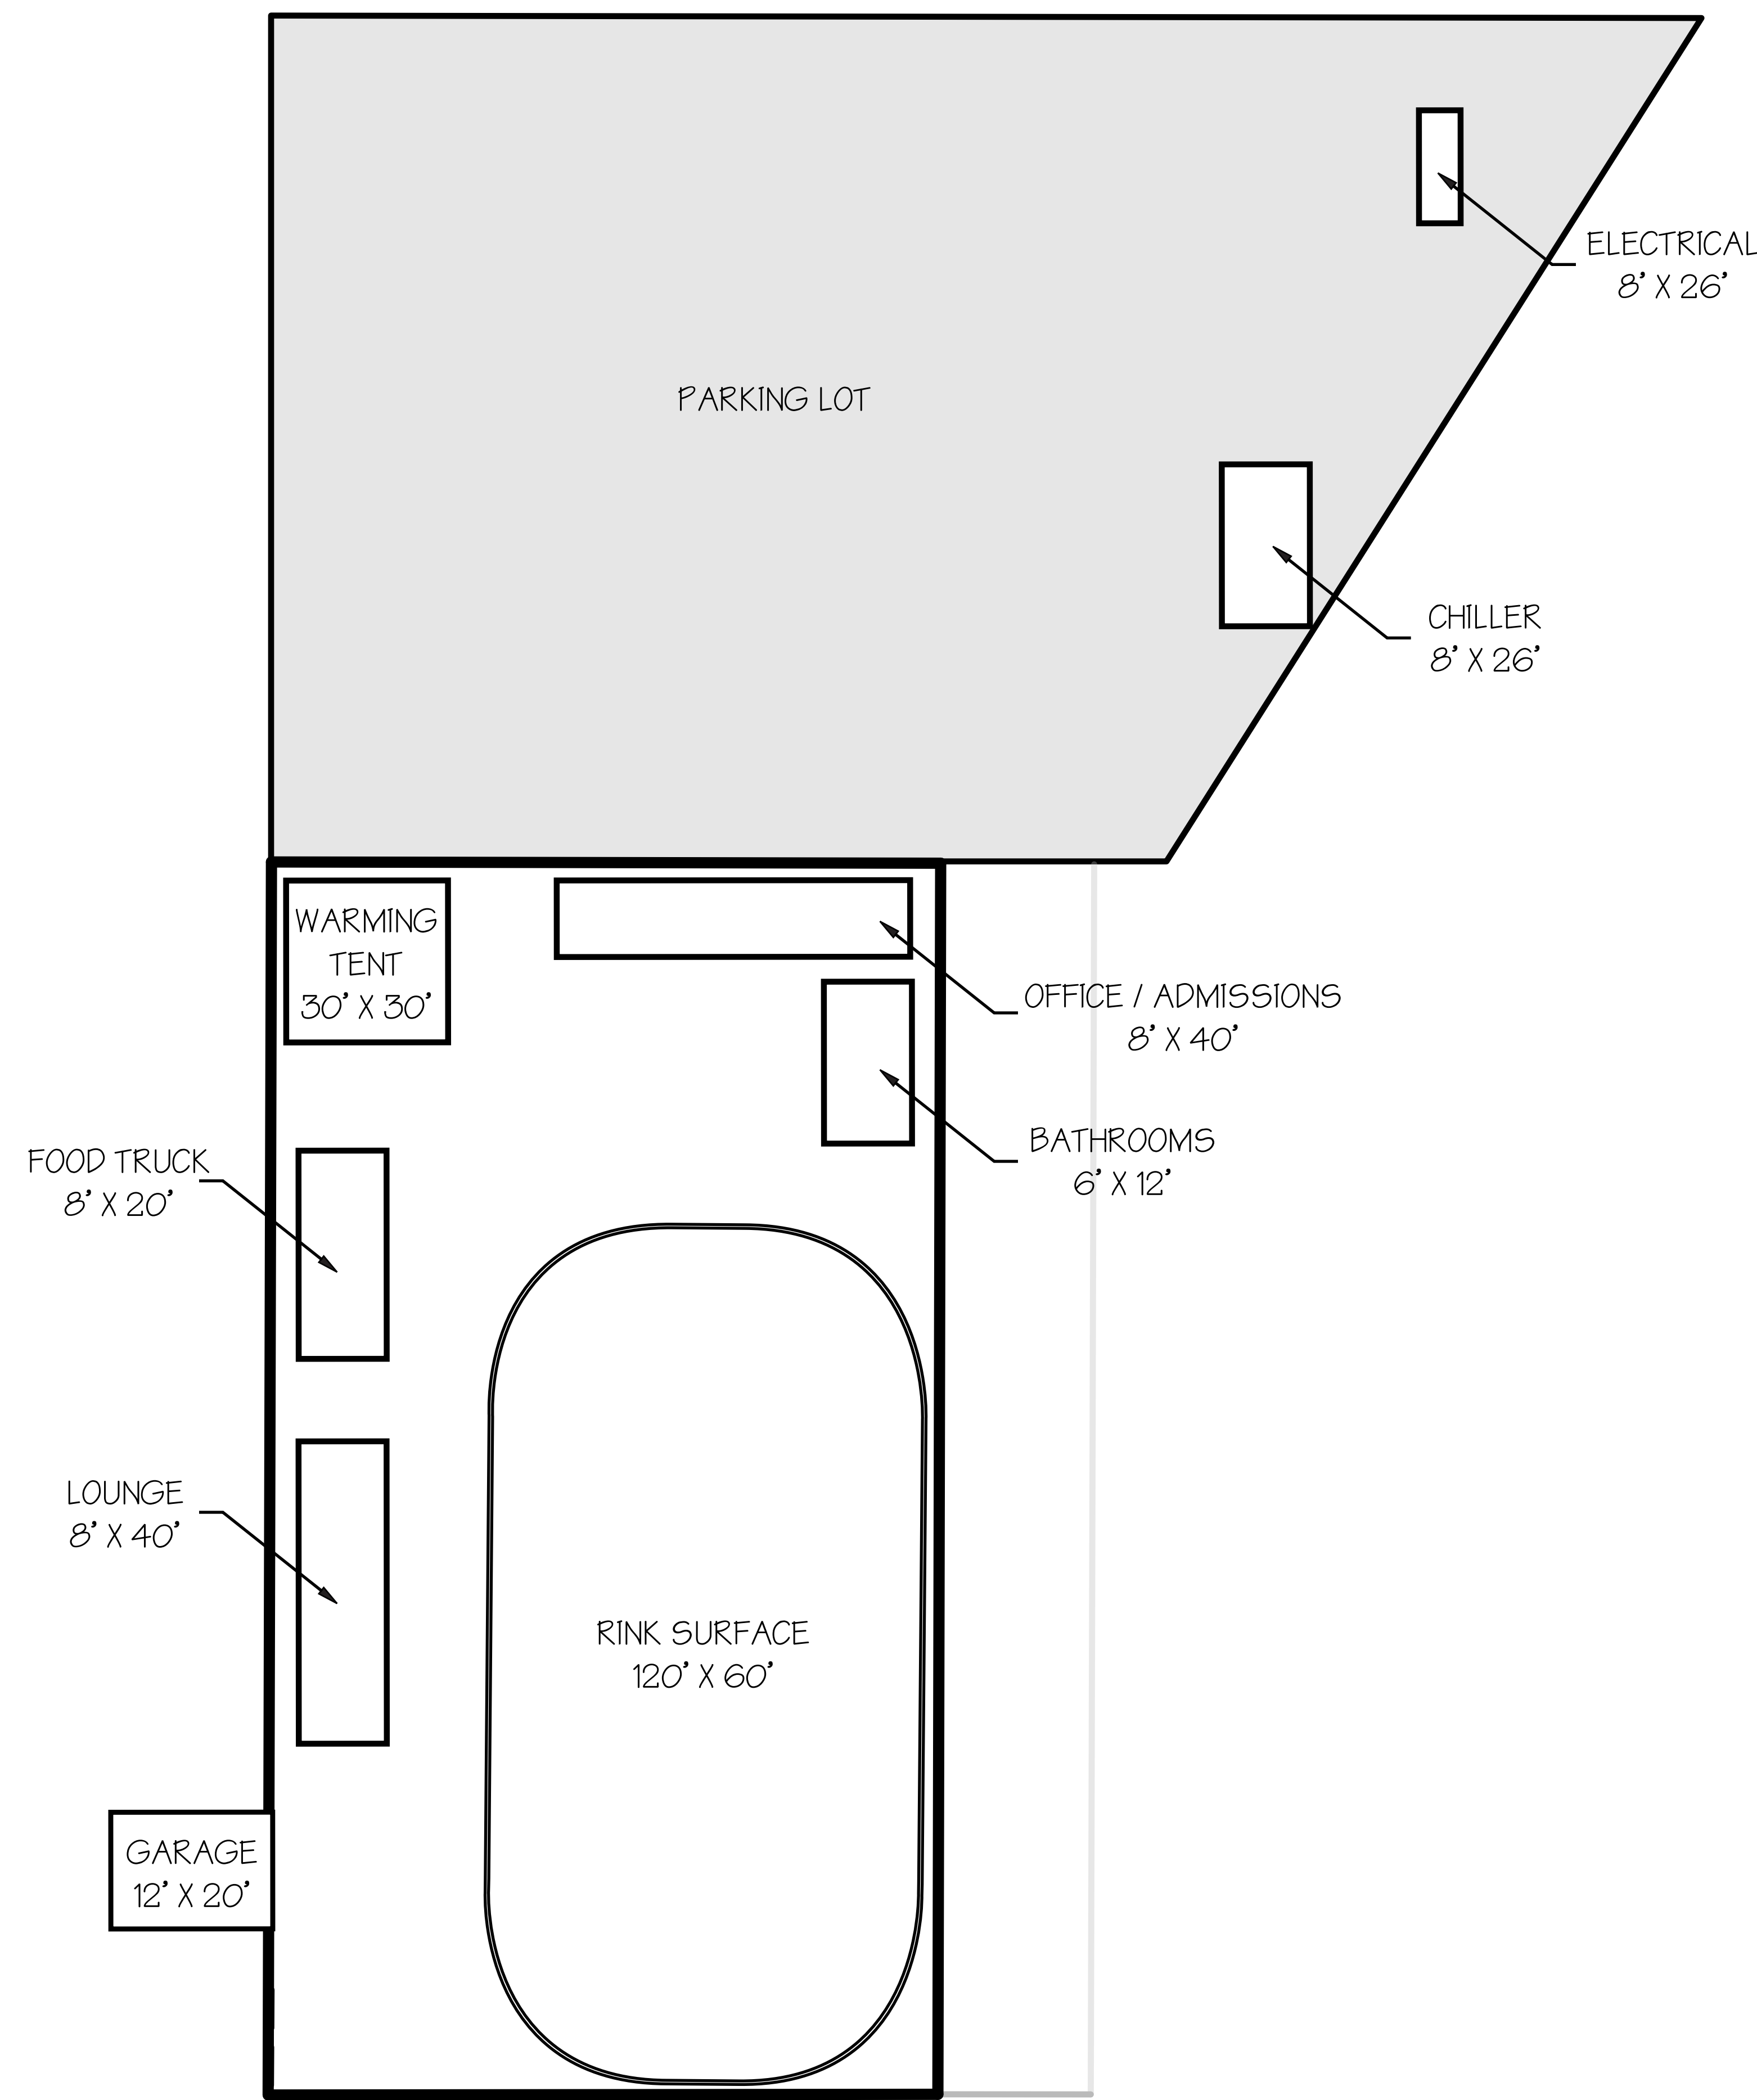 ELECTRICAL
8' X 26'
PARKING LOT
CHILLER
8' X 26'
WARMING
TENT
30' X 30'
OFFICE / ADMISSIONS
8' X 40'
BATHROOMS
6' X 12'
FOOD TRUCK
8' X 20'
LOUNGE
8' X 40'
RINK SURFACE
120' X 60'
GARAGE
12' X 20'